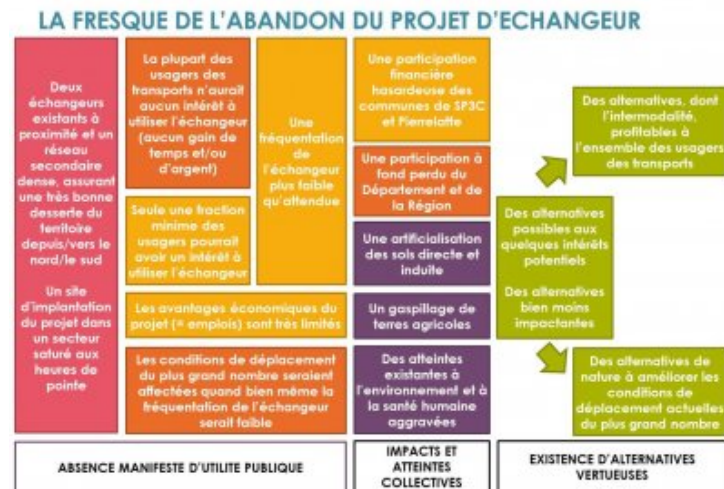 LA FRESQUE DE L'ABANDON DU PROJET D'ECHANGEUR
Deux
échangeurs
existants à
proximité et un
réseau
secondaire
dense, assurant
une très bonne
desserte du
territoire
depuis/vers le
nord/le sud
Un site
d'implantation
du projet dans
un secteur
saturé aux
heures de
pointe
La plupart des
usagers des
transports n'aurait
aucun intérêt à
utiliser l'échangeur
(aucun gain de
temps et/ou
d'argent)
Seule une fraction
minime des
usagers pourrait
avoir un intérêt à
utiliser l'échangeur
Une
fréquentation
de
l'échangeur
plus faible
qu'attendue
Les avantages économiques du
projet (= emplois) sont très limités
Les conditions de déplacement
du plus grand nombre seraient
affectées quand bien même la
fréquentation de l'échangeur
serait faible
Une participation
financière
hasardeuse des
communes de SP3C
et Pierrelatte
Une participation à
fond perdu du
Département et de
la Région
Une artificialisation
des sols directe et
induite
Un gaspillage de
terres agricoles
Des atteintes
existantes à
l'environnement et à
la santé humaine
aggravées
Des alternatives
possibles aux
quelques intérêts
potentiels
Des alternatives
bien moins
impactantes
Des alternatives, dont
l'intermodalité,
profitables à
l'ensemble des usagers
des transports
Des alternatives de
nature à améliorer les
conditions de
déplacement actuelles
du plus grand nombre
ABSENCE MANIFESTE D'UTILITE PUBLIQUE
IMPACTS ET
ATTEINTES
COLLECTIVES
EXISTENCE D'ALTERNATIVES
VERTUEUSES